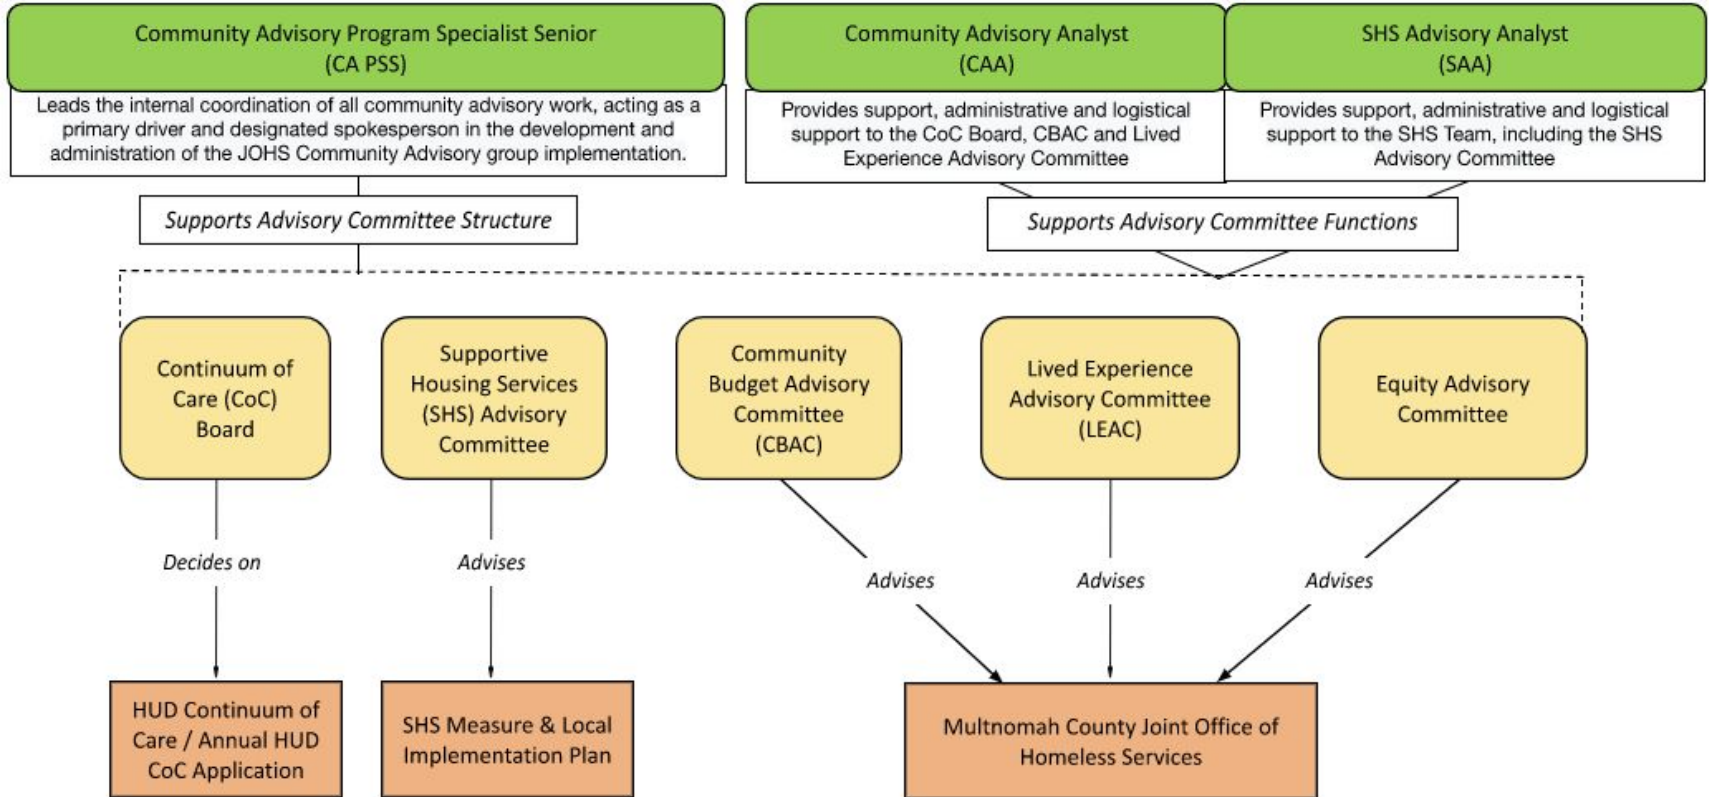 Community Advisory Program Specialist Senior
(CA PSS)
Leads the internal coordination of all community advisory work, acting as a
primary driver and designated spokesperson in the development and
administration of the JOHS Community Advisory group implementation.
Community Advisory Analyst
(CAA)
Provides support, administrative and logistical
support to the CoC Board, CBAC and Lived
Experience Advisory Committee
SHS Advisory Analyst
(SAA)
Provides support, administrative and logistical
support to the SHS Team, including the SHS
Advisory Committee
Supports Advisory Committee Structure
Supports Advisory Committee Functions
Continuum of
Care (CoC)
Board
Supportive
Housing Services
(SHS) Advisory
Committee
Community
Budget Advisory
Committee
(CBAC)
Lived Experience
Advisory Committee
(LEAC)
Equity Advisory
Committee
Decides on
Advises
Advises
Advises
Advises
HUD Continuum of
Care / Annual HUD
CoC Application
SHS Measure & Local
Implementation Plan
Multnomah County Joint Office of
Homeless Services